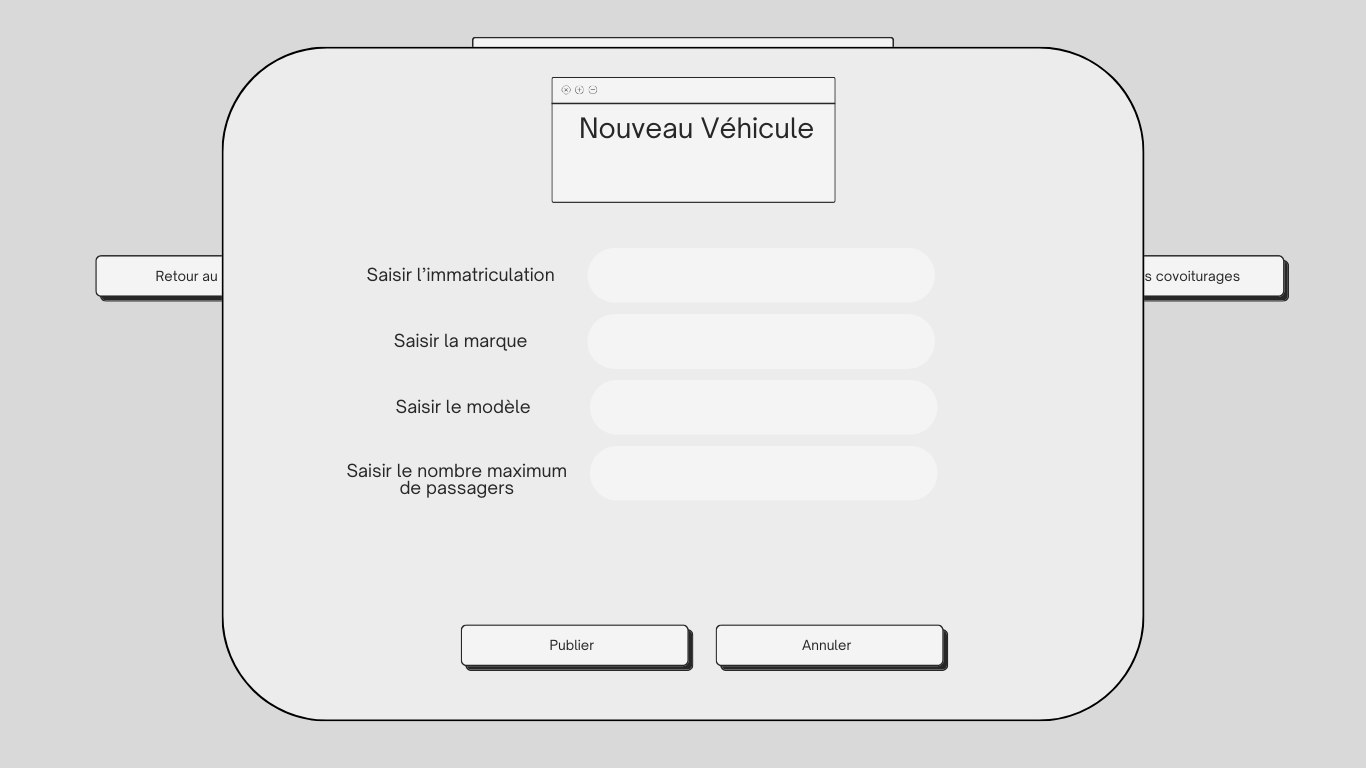 Nouveau Véhicule
Retour au
s covoiturages
Saisir l’immatriculation
Saisir la marque
Saisir le modèle
Saisir le nombre maximum
de passagers
Publier
Annuler